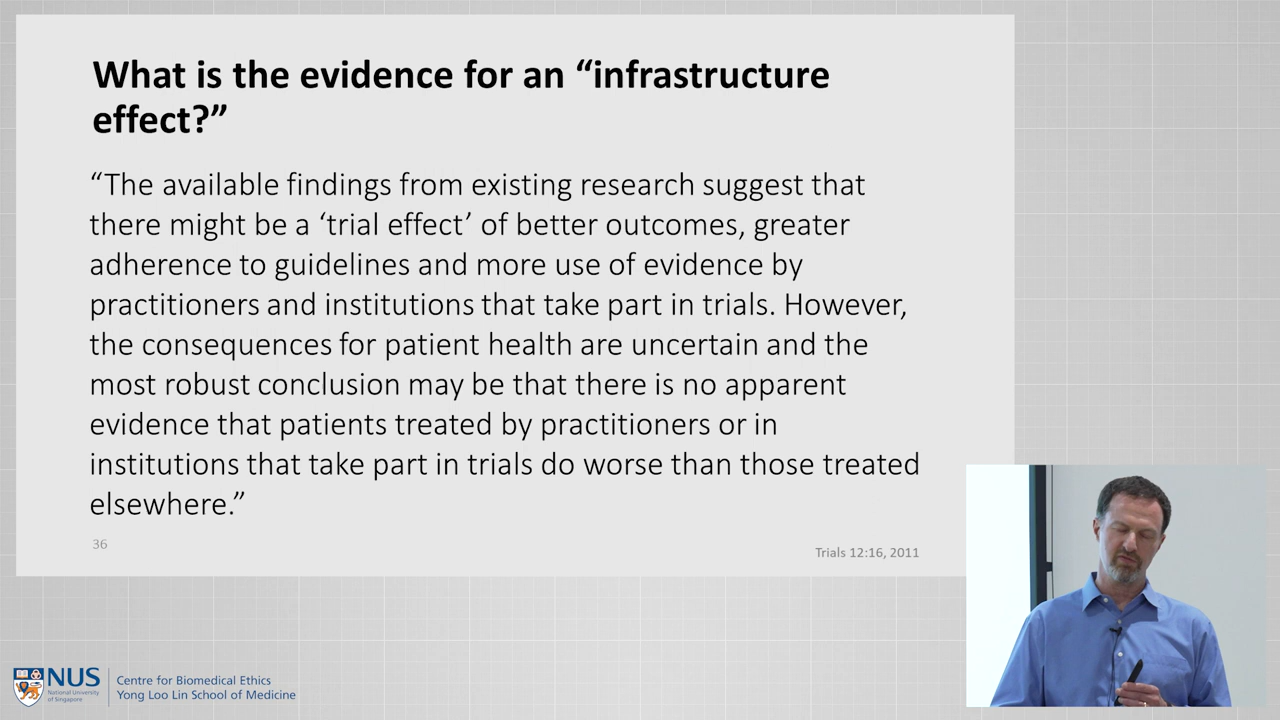 What is the evidence for an “infrastructure
effect?”
“The available findings from existing research suggest that
there might be a ‘trial effect’ of better outcomes, greater
adherence to guidelines and more use of evidence by
practitioners and institutions that take part in trials. However,
the consequences for patient health are uncertain and the
most robust conclusion may be that there is no apparent
evidence that patients treated by practitioners or in
institutions that take part in trials do worse than those treated
elsewhere.”
36
Trials 12:16, 2011
NUS
National University
of Singapore
Centre for Biomedical Ethics
Yong Loo Lin School of Medicine